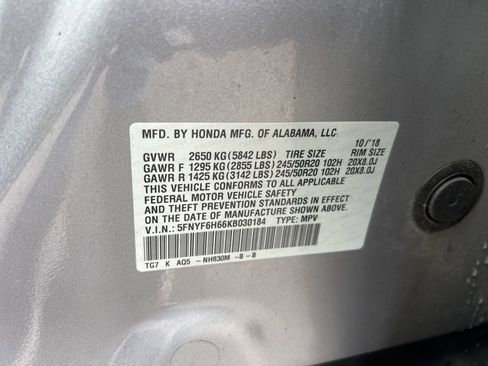 MFD. BY HONDA MFG. OF ALABAMA, LLC
10/'18
GVWR 2650 KG(5842 LBS) TIRE SIZE RIM SIZE
GAWR F 1295 KG(2855 LBS) 245/50R20 102H 20X8.0J
GAWR R 1425 KG(3142 LBS) 245/50R20 102H 20X8.0J
THIS VEHICLE CONFORMS TO ALL APPLICABLE
FEDERAL MOTOR VEHICLE SAFETY
AND THEFT PREVENTION STANDARDS IN EFFECT
ON THE DATE OF MANUFACTURE SHOWN ABOVE.
V.I.N.: 5FNYF6H66KB030184 TYPE: MPV
TG7 K AQ5 -NH830M -B-B